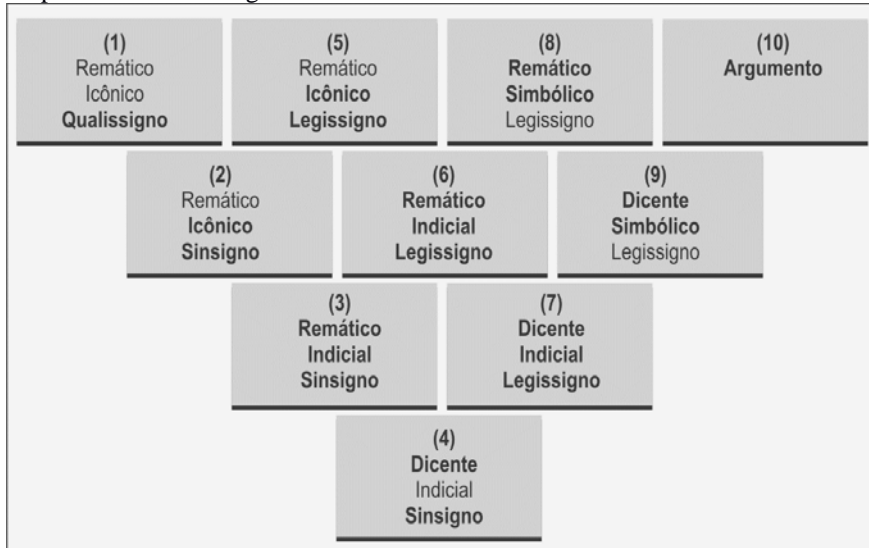 (1)
Remático
Icônico
Qualissigno
(5)
Remático
Icônico
Legissigno
(8)
Remático
Simbólico
Legissigno
(10)
Argumento
(2)
Remático
Icônico
Sinsigno
(6)
Remático
Indicial
Legissigno
(9)
Dicente
Simbólico
Legissigno
(3)
Remático
Indicial
Sinsigno
(7)
Dicente
Indicial
Legissigno
(4)
Dicente
Indicial
Sinsigno